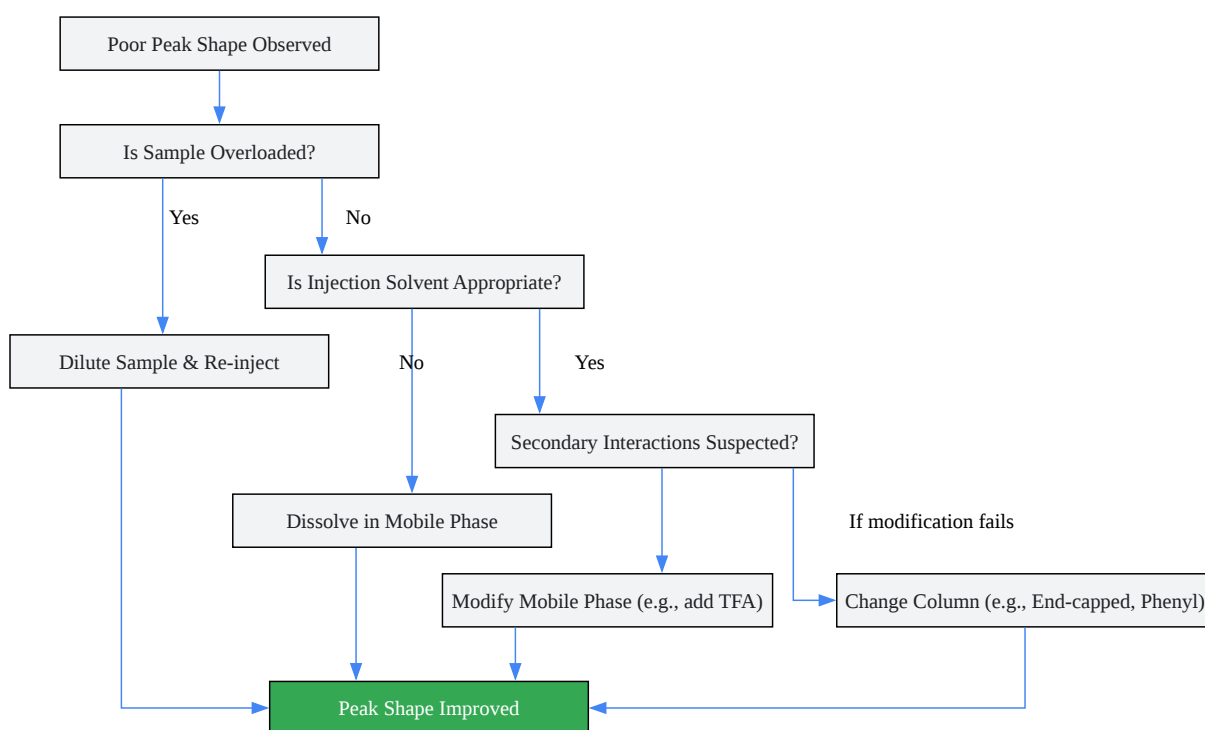 Poor Peak Shape Observed
Is Sample Overloaded?
Yes
No
Is Injection Solvent Appropriate?
Dilute Sample & Re-inject
No
Yes
Secondary Interactions Suspected?
Dissolve in Mobile Phase
If modification fails
Modify Mobile Phase (e.g., add TFA)
Change Column (e.g., End-capped, Phenyl)
Peak Shape Improved